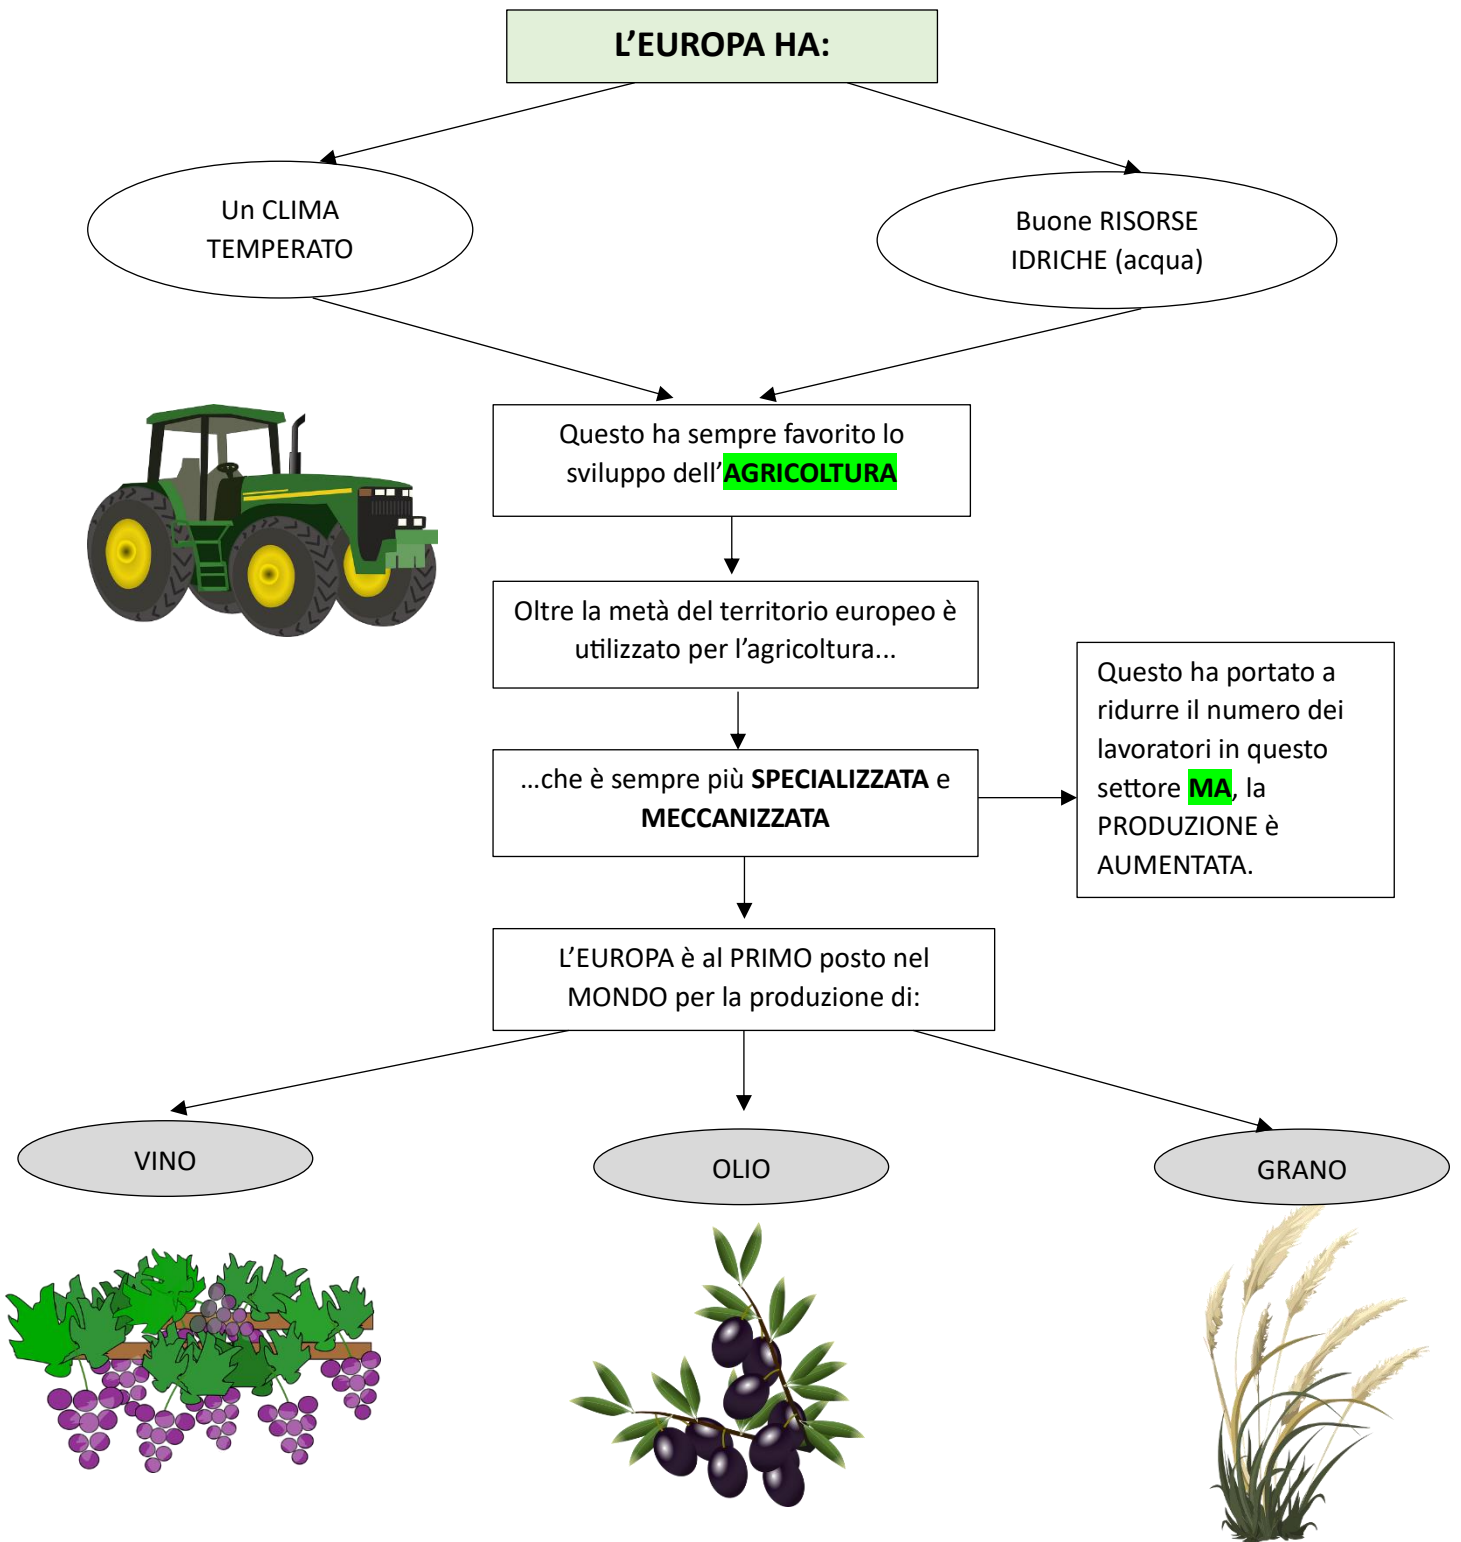 L’EUROPA HA:
Un CLIMA
TEMPERATO
Buone RISORSE
IDRICHE (acqua)
Questo ha sempre favorito lo
sviluppo dell’AGRICOLTURA
Oltre la metà del territorio europeo è
utilizzato per l’agricoltura...
...che è sempre più SPECIALIZZATA e
MECCANIZZATA
Questo ha portato a
ridurre il numero dei
lavoratori in questo
settore MA, la
PRODUZIONE è
AUMENTATA.
L’EUROPA è al PRIMO posto nel
MONDO per la produzione di:
VINO
OLIO
GRANO